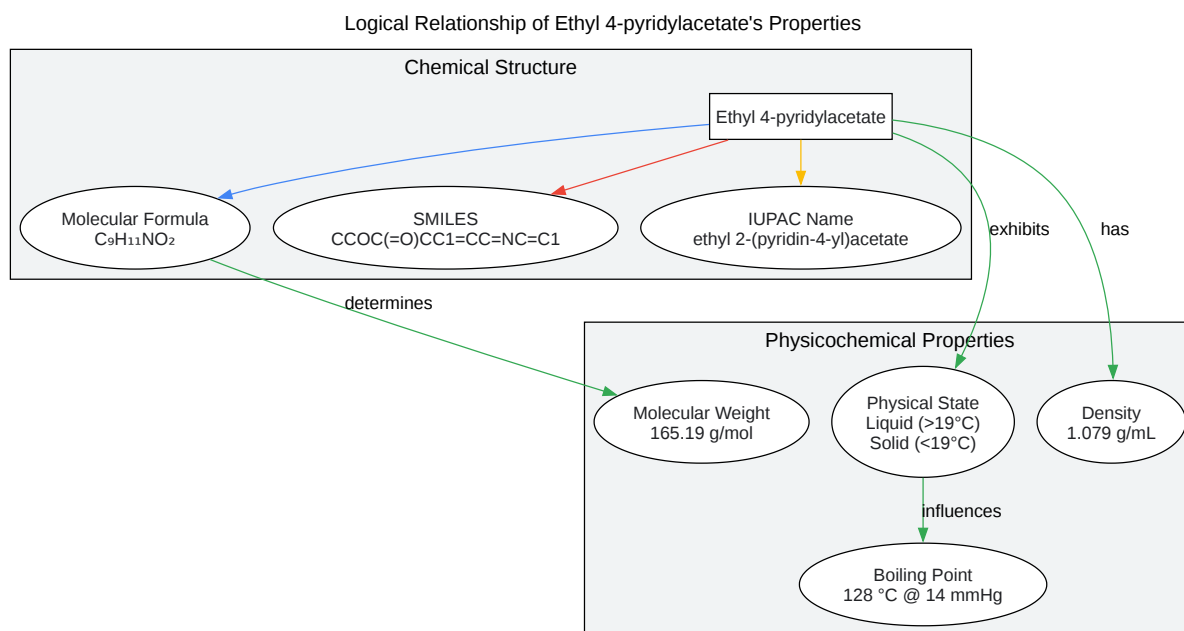 Logical Relationship of Ethyl 4-pyridylacetate's Properties
Chemical Structure
Ethyl 4-pyridylacetate
Molecular Formula
C₉H₁₁NO₂
SMILES
CCOC(=O)CC1=CC=NC=C1
IUPAC Name
ethyl 2-(pyridin-4-yl)acetate
exhibits
has
determines
Physicochemical Properties
Molecular Weight
165.19 g/mol
Physical State
Liquid (>19°C)
Solid (<19°C)
Density
1.079 g/mL
influences
Boiling Point
128 °C @ 14 mmHg